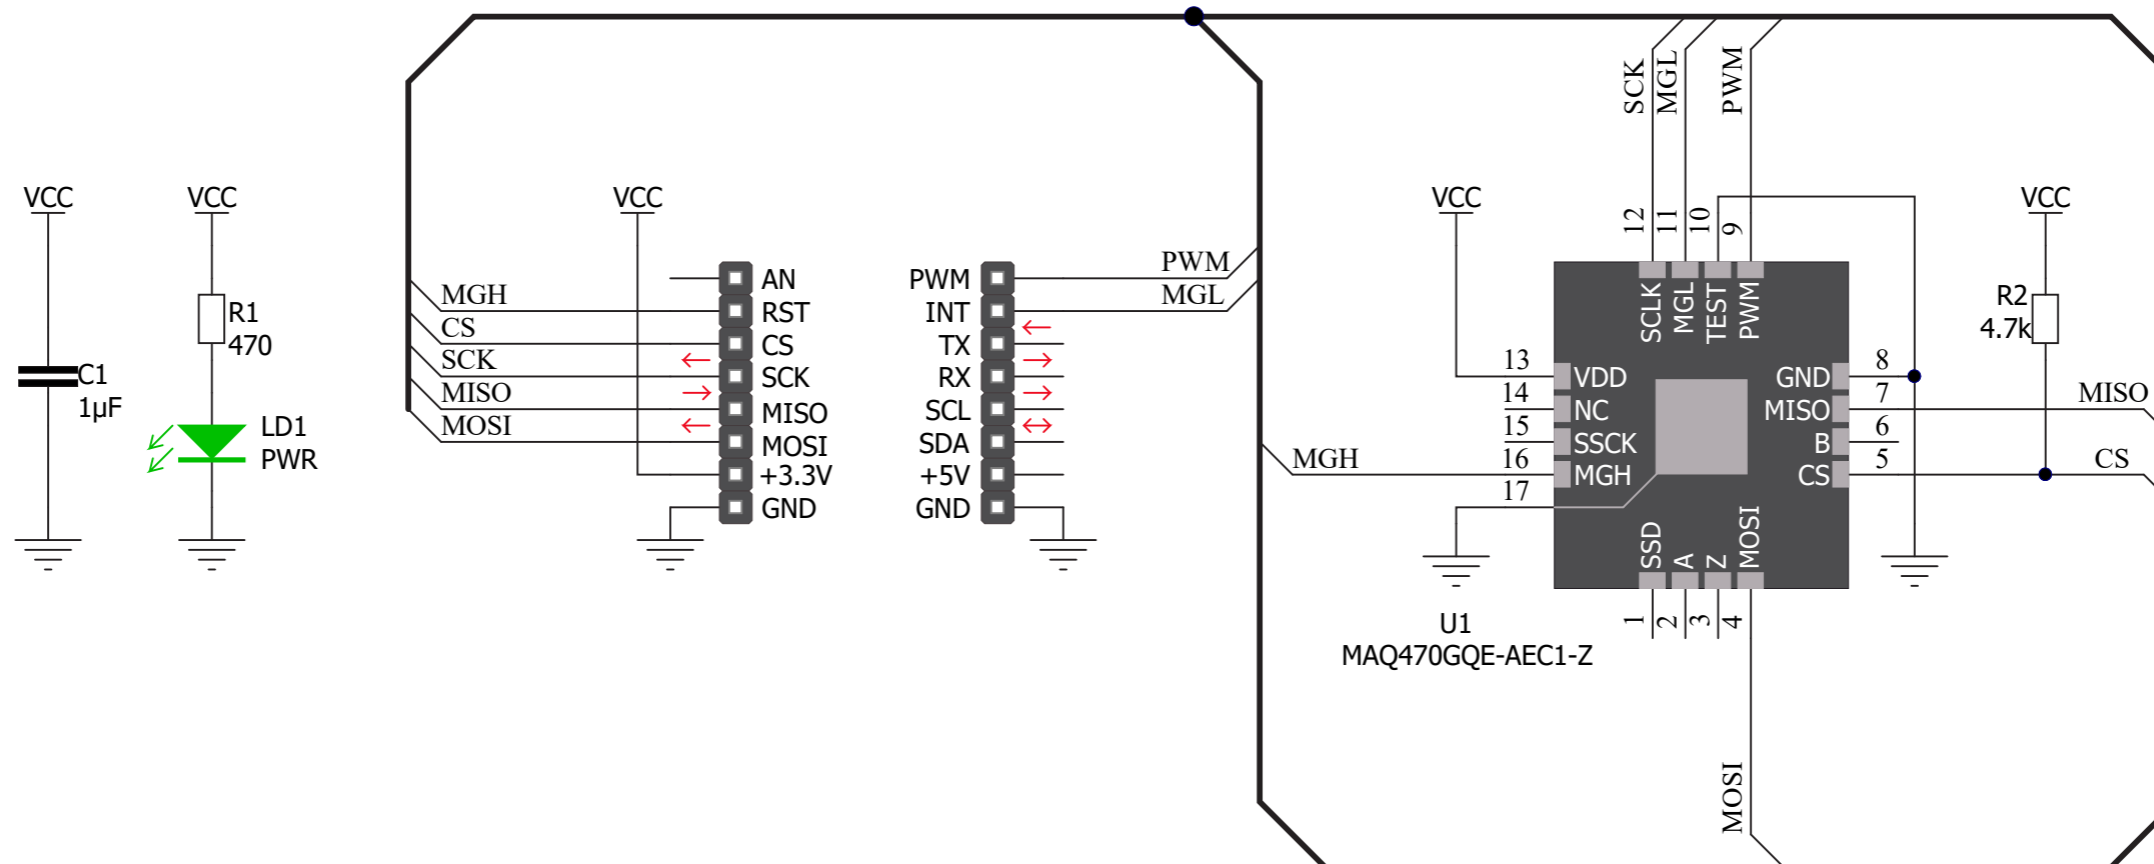 SCK
MGL
PWM
VCC
VCC
VCC
VCC
VCC
12
11
10
9
AN
RST
CS
SCK
MISO
MOSI
+3.3V
GND
MGH
CS
SCK
MISO
MOSI
PWM
INT
TX
RX
SCL
SDA
+5V
GND
PWM
MGL
R1
470
C1
1µF
LD1
PWR
SCLK
MGL
TEST
PWM
13
14
15
16
17
VDD
NC
SSCK
MGH
MGH
GND
MISO
B
CS
8
7
6
5
R2
4.7k
MISO
CS
SSD
A
Z
MOSI
1
2
3
4
U1
MAQ470GQE-AEC1-Z
MOSI